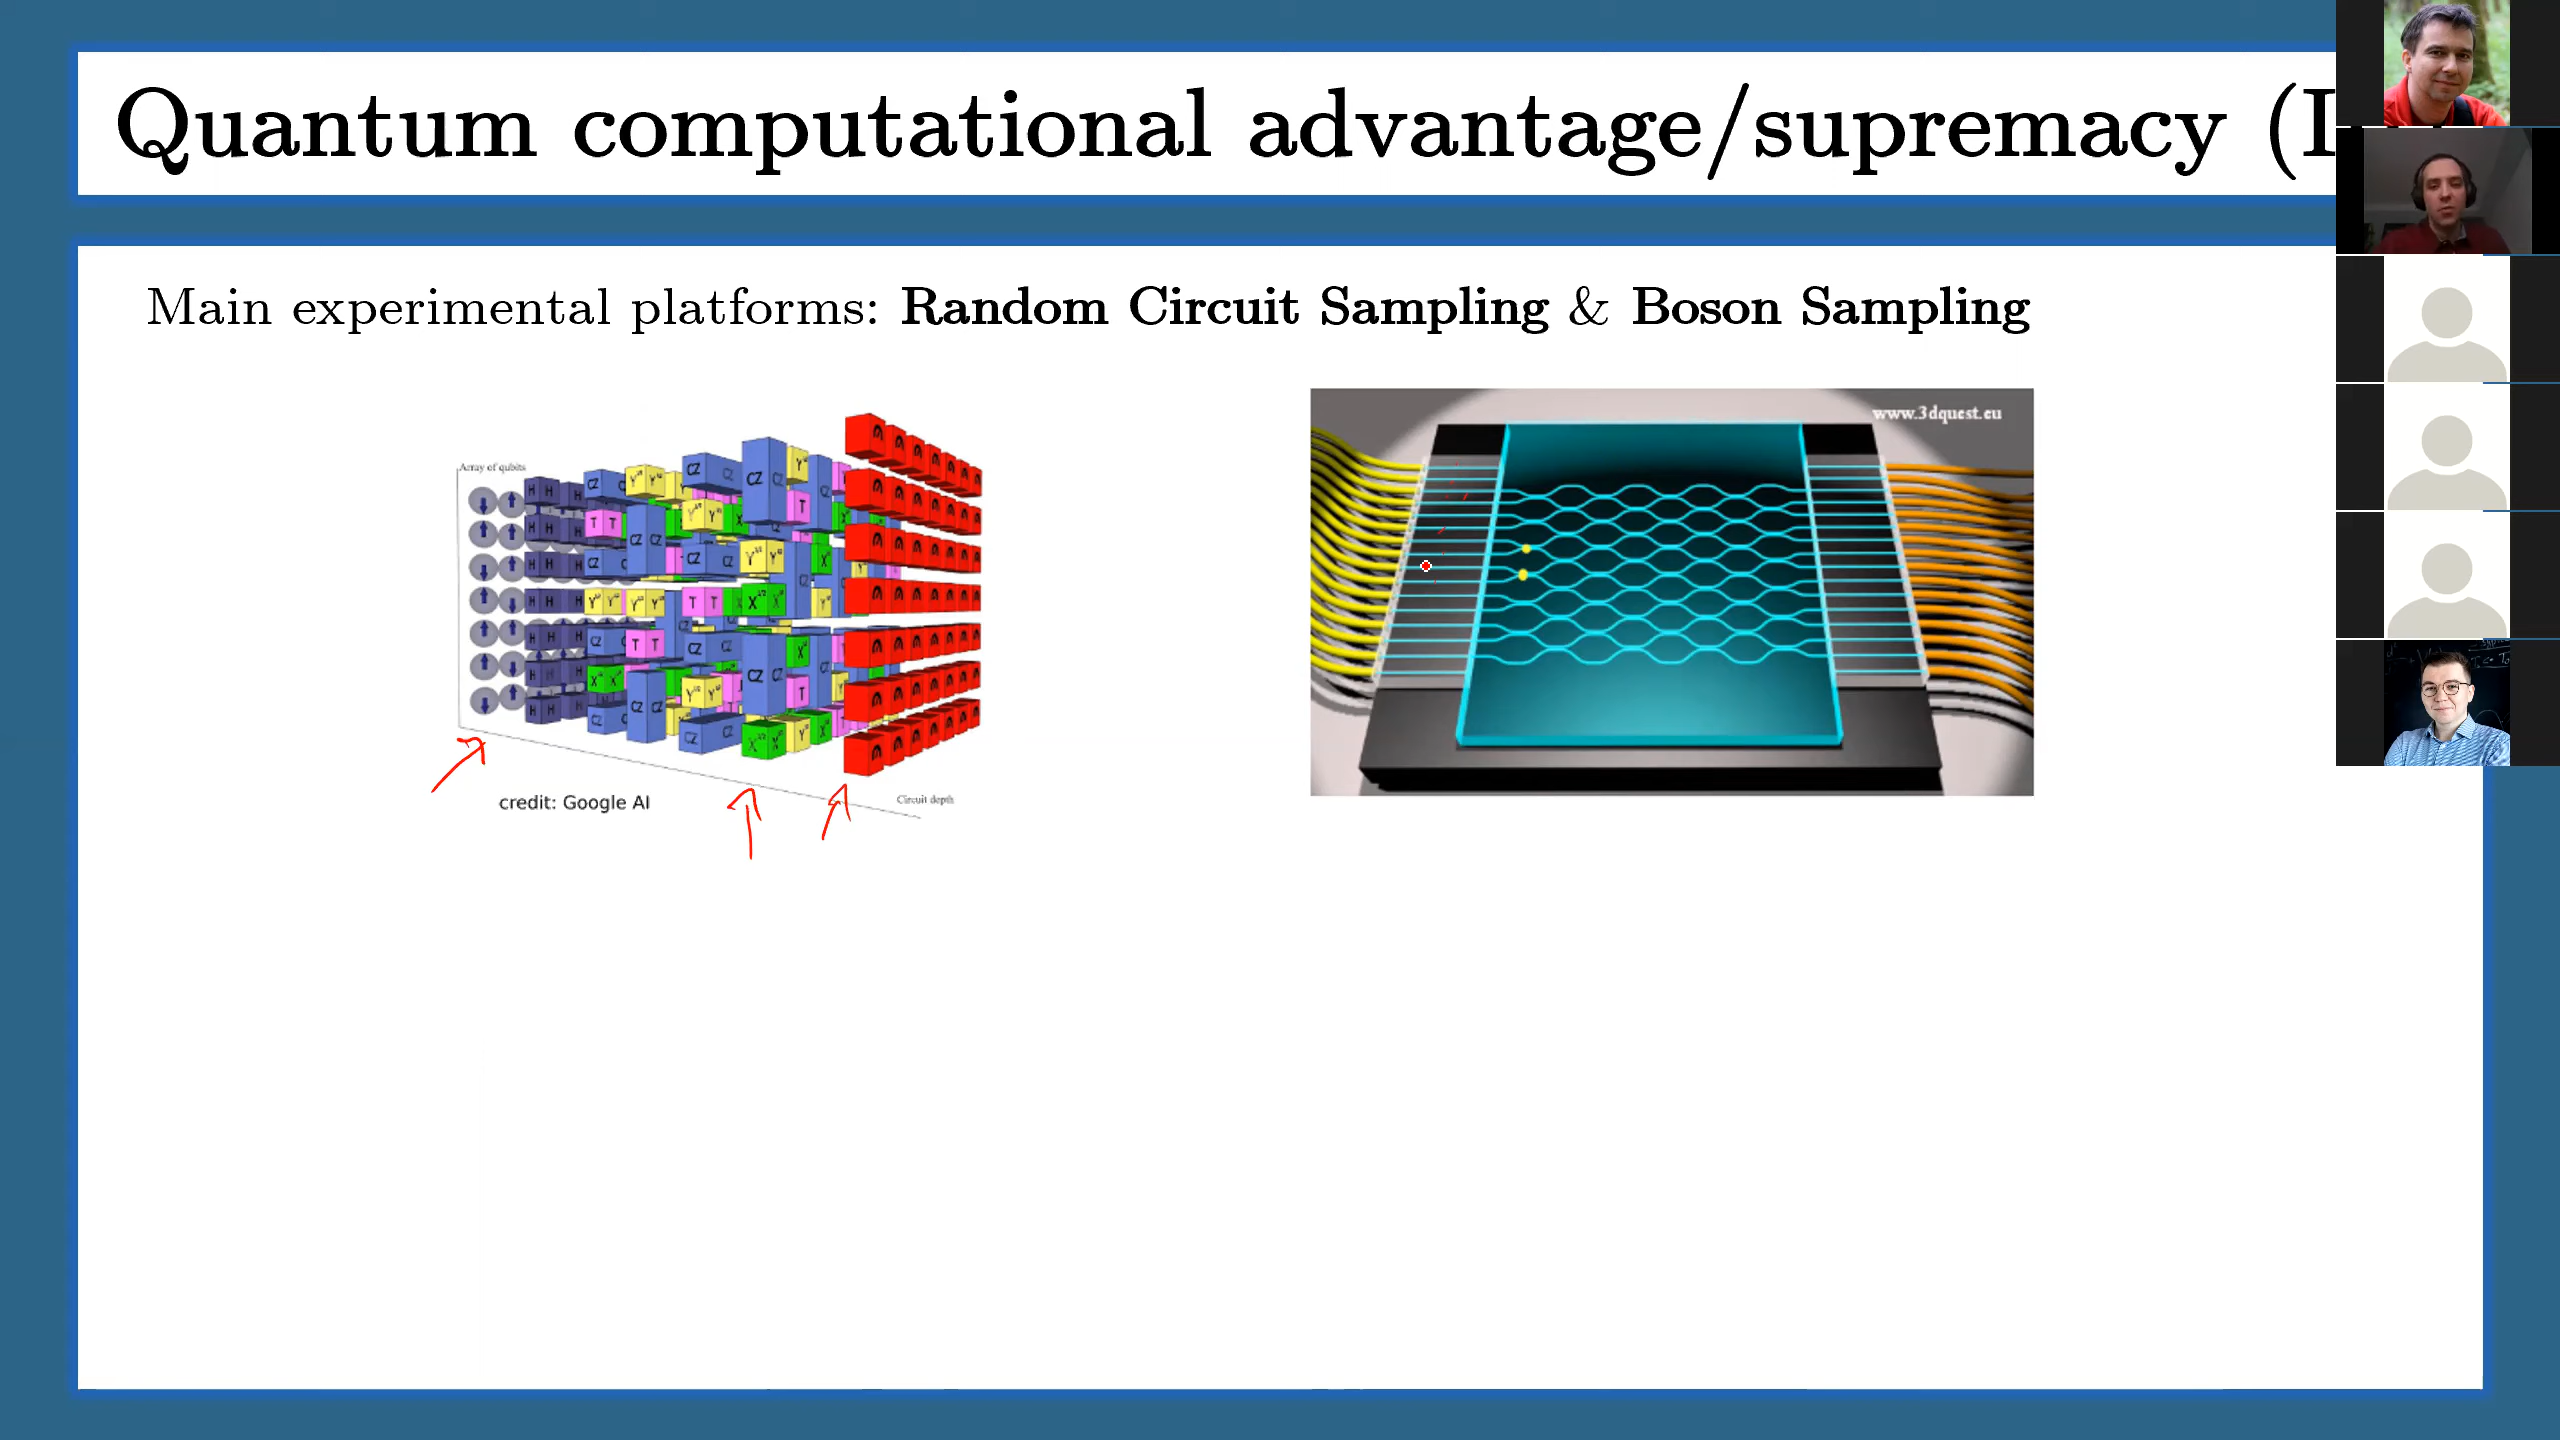 Quantum computational advantage/supremacy (I
Main experimental platforms: Random Circuit Sampling & Boson Sampling
Array of qubits
www.3dquest.eu
credit: Google AI
Circuit depth